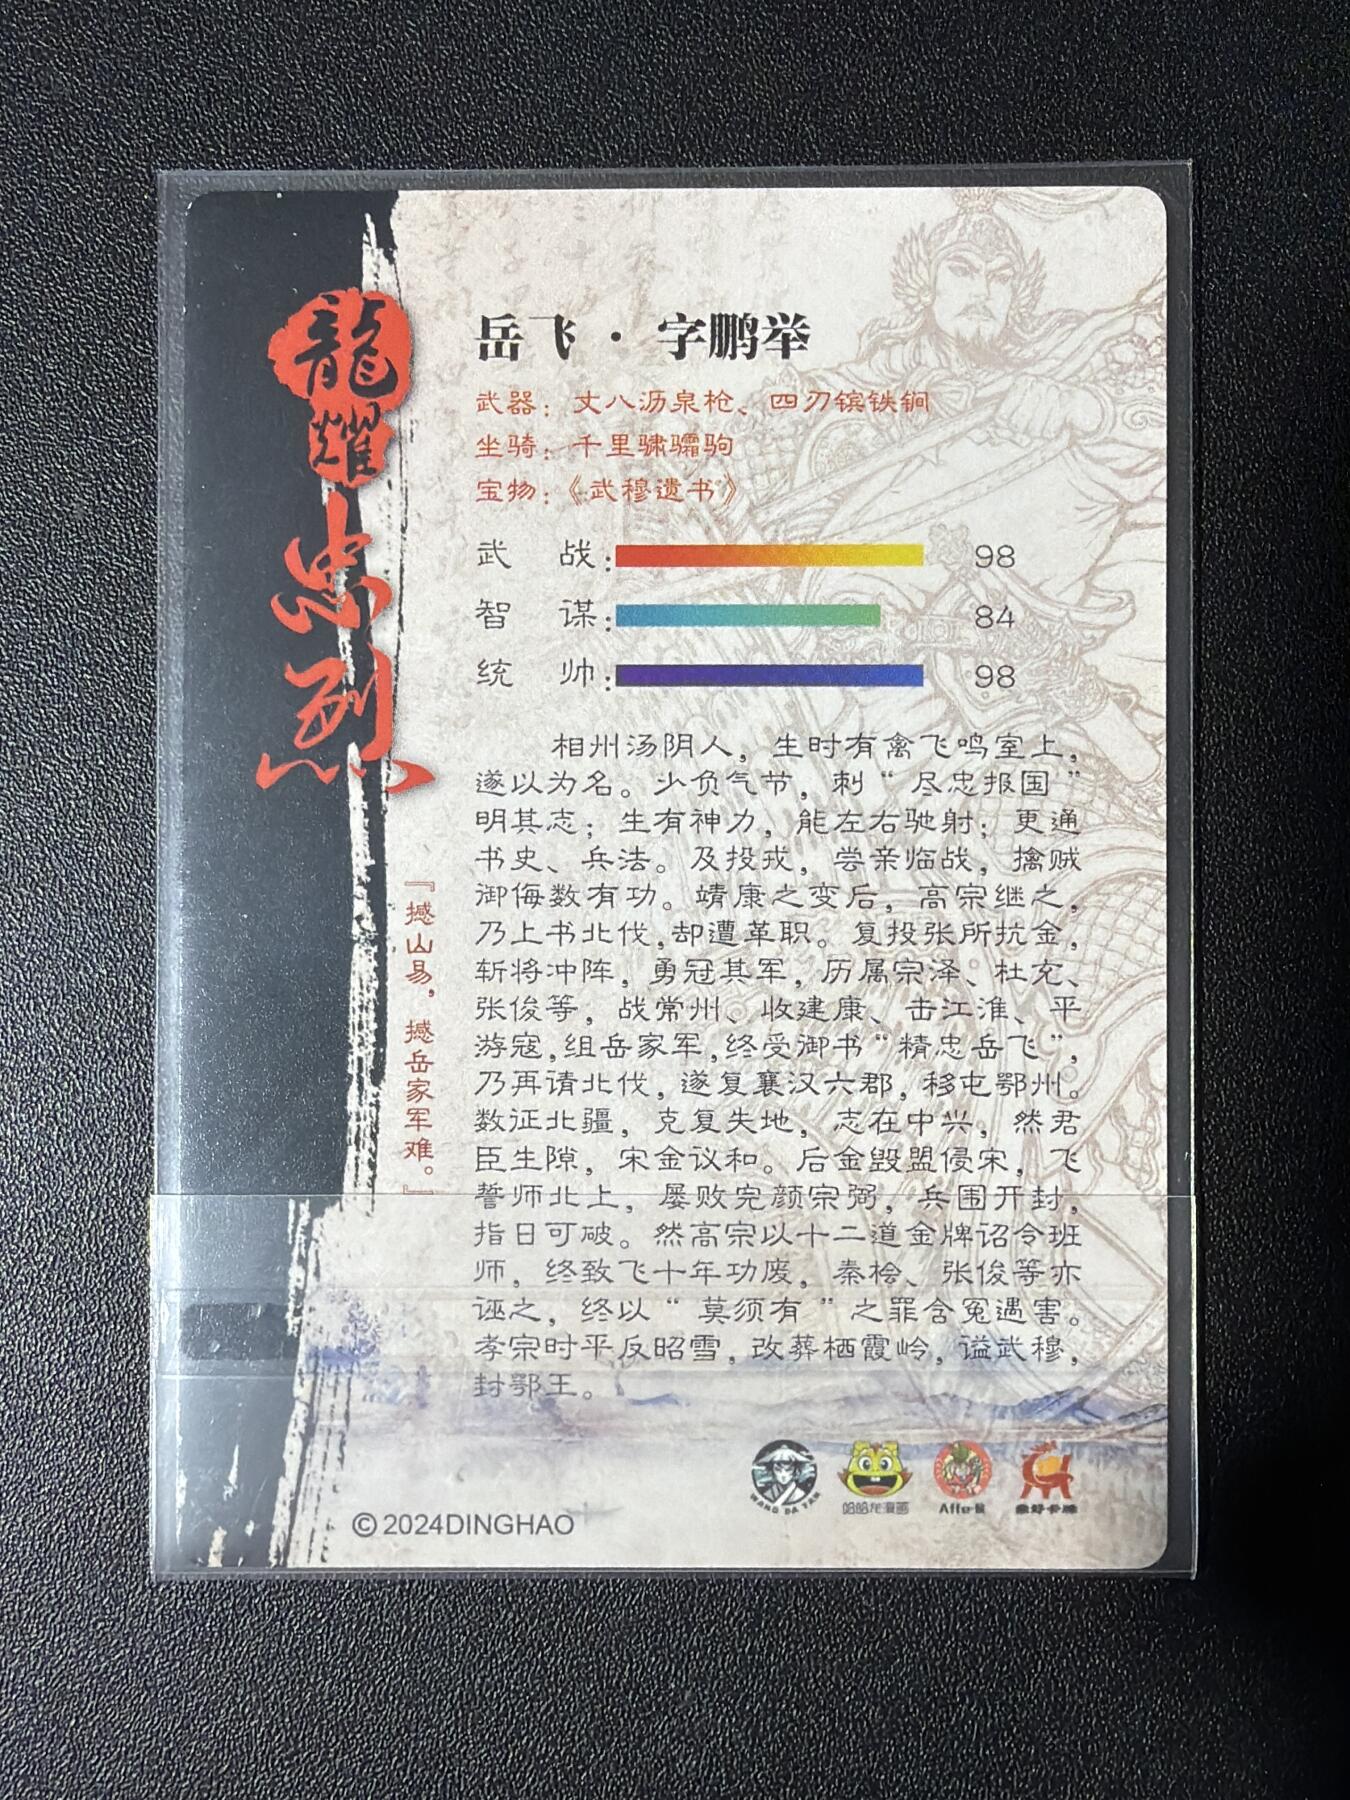 龍耀
忠烈
岳飞·字鹏举
武器：丈八沥泉枪、四刃镔铁锏
坐骑：千里骕骦驹
宝物：《武穆遗书》
武 战：98
智 谋：84
统 帅：98
相州汤阴人，生时有禽飞鸣室上，
遂以为名。少负气节，刺“尽忠报国”
明其志；生有神力，能左右驰射；更通
书史、兵法。及投戎，尝亲临战，擒贼
御侮数有功。靖康之变后，高宗继之，
乃上书北伐，却遭革职。复投张所抗金，
斩将冲阵，勇冠其军，历属宗泽、杜充、
张俊等，战常州、收建康、击江淮、平
游寇，组岳家军，终受御书“精忠岳飞”，
乃再请北伐，遂复襄汉六郡，移屯鄂州。
数征北疆，克复失地，志在中兴。然君
臣生隙，宋金议和。后金毁盟侵宋，飞
誓师北上，屡败完颜宗弼，兵围开封，
指日可破。然高宗以十二道金牌诏令班
师，终致飞十年功废，秦桧、张俊等亦
诬之，终以“莫须有”之罪含冤遇害。
孝宗时平反昭雪，改葬栖霞岭，谥武穆，
封鄂王。
『撼山易，撼岳家军难。』
WANG DA YAN
哈哈龙漫画
Affe·猴
鼎好卡牌
© 2024DINGHAO